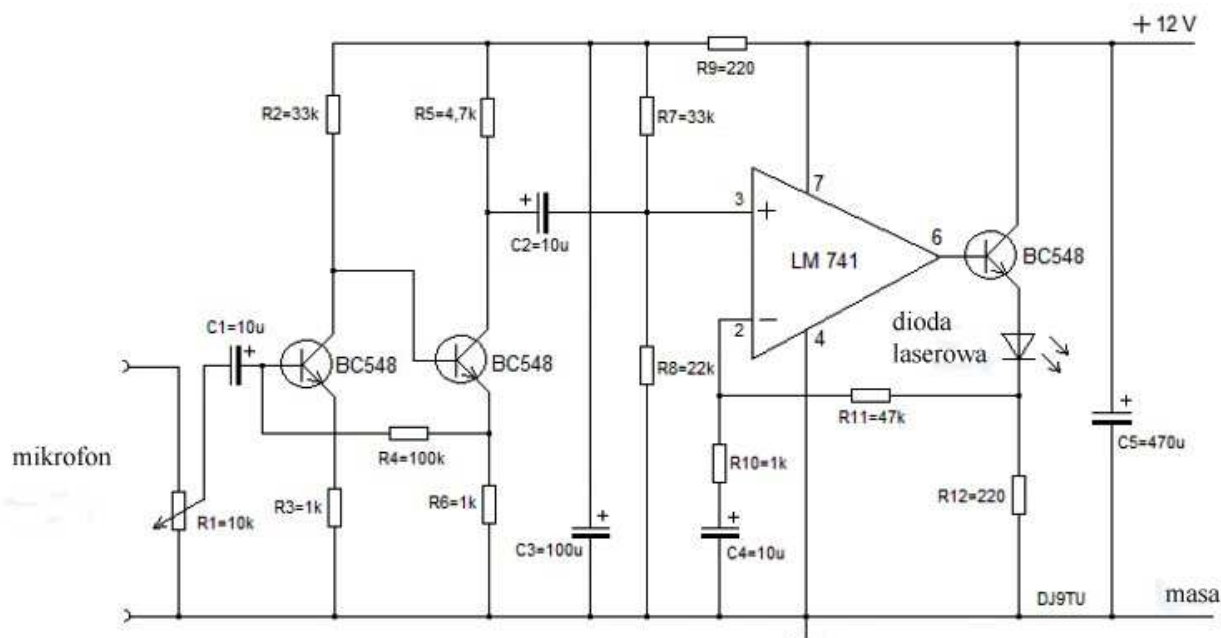 + 12 V
R9=220
R2=33k
R5=4,7k
R7=33k
+
C2=10u
3
+
7
LM 741
6
BC548
2
−
4
C1=10u
+
BC548
BC548
R8=22k
dioda
laserowa
R11=47k
+
C5=470u
mikrofon
R4=100k
R10=1k
R12=220
R1=10k
R3=1k
R6=1k
+
C3=100u
+
C4=10u
DJ9TU
masa